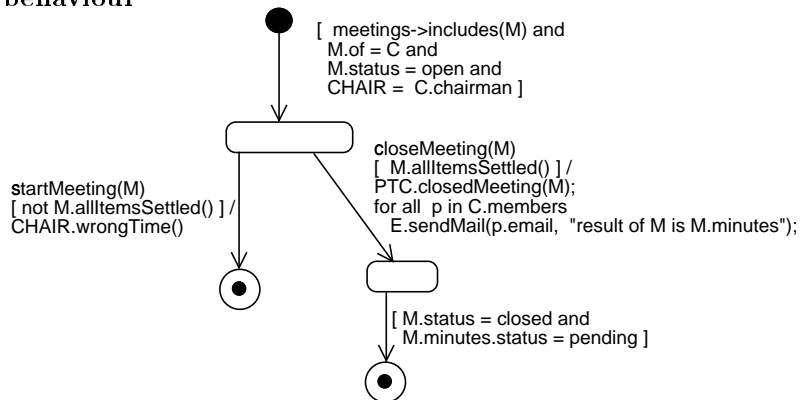 behaviour
[ meetings->includes(M) and
M.of = C and
M.status = open and
CHAIR = C.chairman ]
closeMeeting(M)
[ M.allItemsSettled() ] /
PTC.closedMeeting(M);
for all p in C.members
E.sendMail(p.email, "result of M is M.minutes");
startMeeting(M)
[ not M.allItemsSettled() ] /
CHAIR.wrongTime()
[ M.status = closed and
M.minutes.status = pending ]